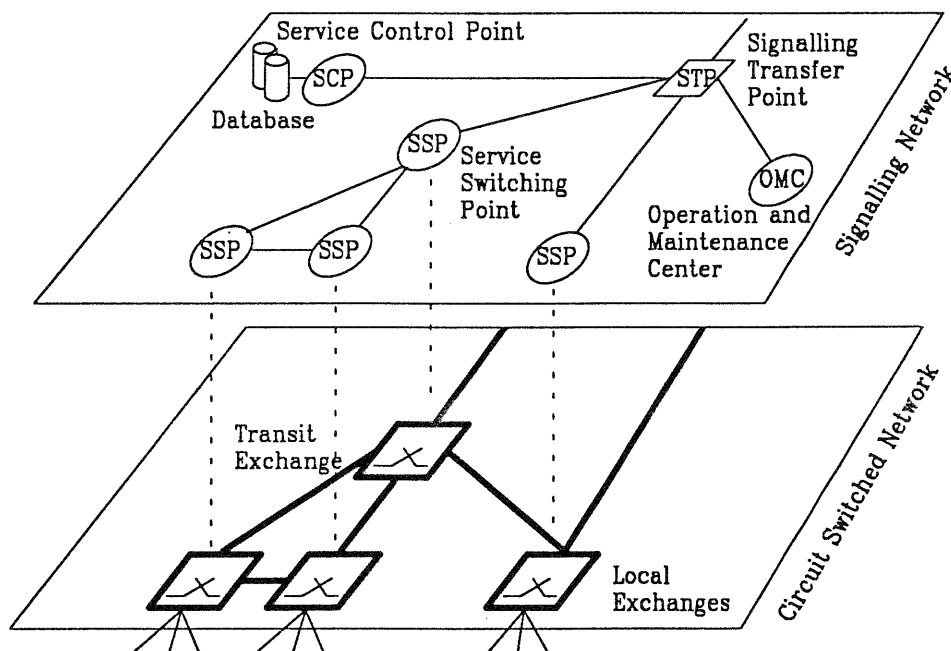 Service Control Point
SCP
Database
STP
Signalling
Transfer
Point
SSP
Service
Switching
Point
OMC
Operation and
Maintenance
Center
SSP
SSP
SSP
Signalling Network
Transit
Exchange
Local
Exchanges
Circuit Switched Network